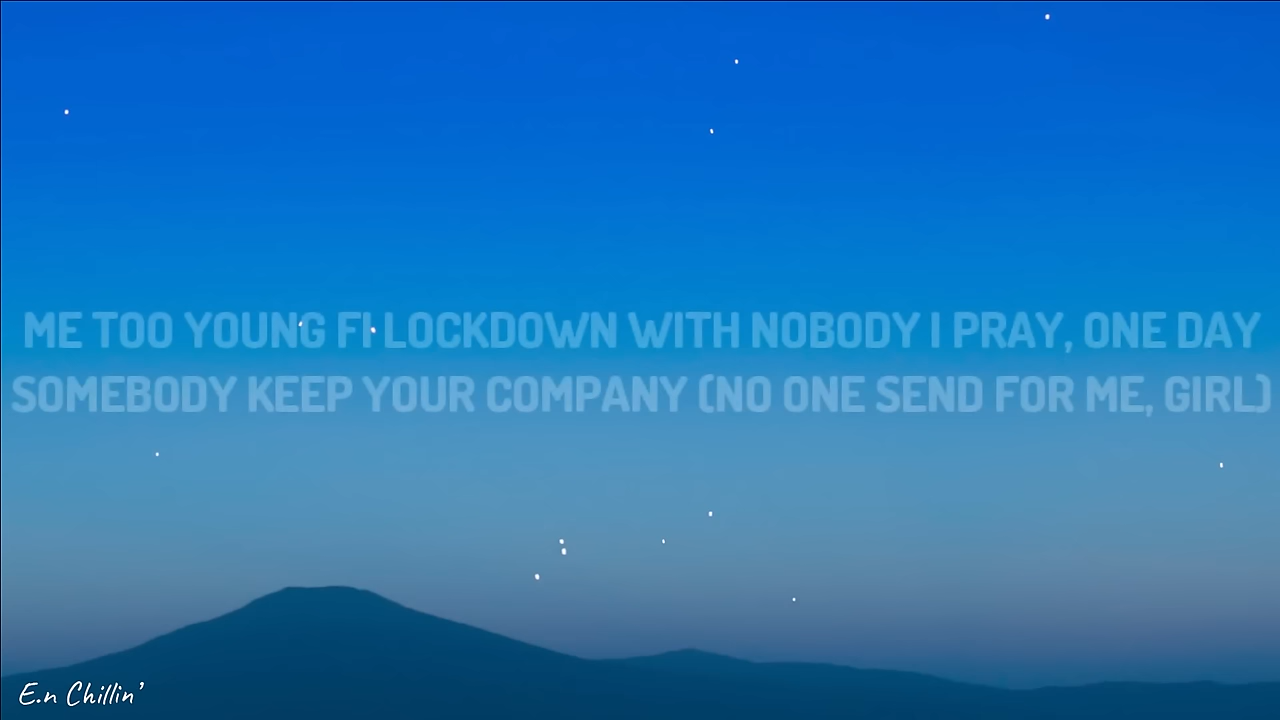 ME TOO YOUNG FI LOCKDOWN WITH NOBODY I PRAY, ONE DAY
SOMEBODY KEEP YOUR COMPANY (NO ONE SEND FOR ME, GIRL)
E.n Chillin'